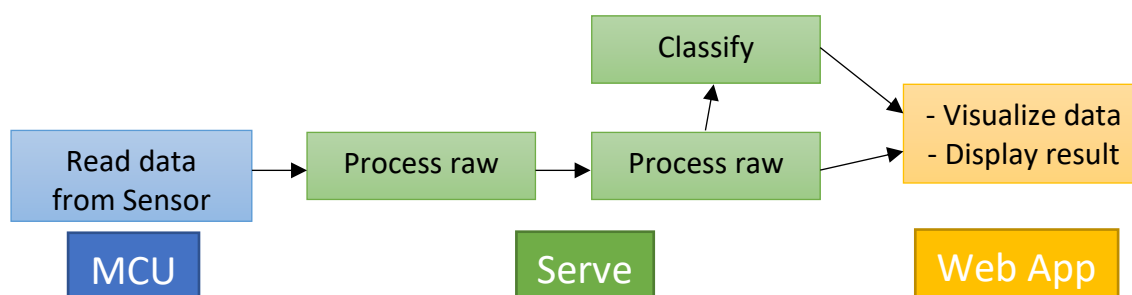 Classify
Read data
from Sensor
Process raw
Process raw
- Visualize data
- Display result
MCU
Serve
Web App